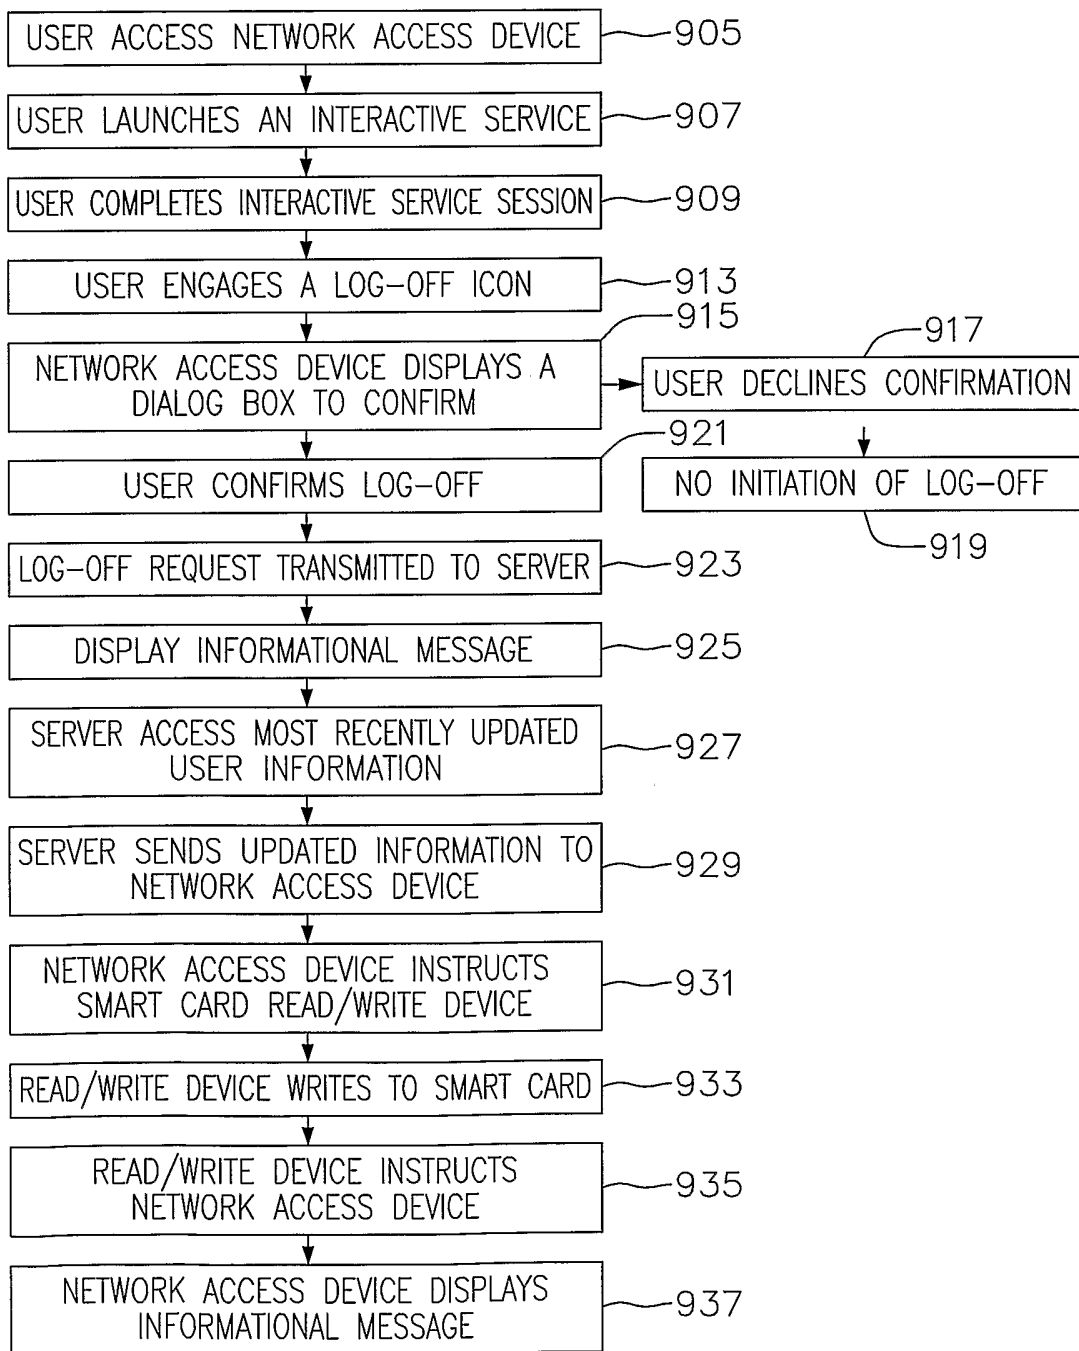 USER ACCESS NETWORK ACCESS DEVICE
905
USER LAUNCHES AN INTERACTIVE SERVICE
907
USER COMPLETES INTERACTIVE SERVICE SESSION
909
USER ENGAGES A LOG-OFF ICON
913
915
NETWORK ACCESS DEVICE DISPLAYS A
DIALOG BOX TO CONFIRM
917
USER DECLINES CONFIRMATION
921
USER CONFIRMS LOG-OFF
NO INITIATION OF LOG-OFF
919
LOG-OFF REQUEST TRANSMITTED TO SERVER
923
DISPLAY INFORMATIONAL MESSAGE
925
SERVER ACCESS MOST RECENTLY UPDATED
USER INFORMATION
927
SERVER SENDS UPDATED INFORMATION TO
NETWORK ACCESS DEVICE
929
NETWORK ACCESS DEVICE INSTRUCTS
SMART CARD READ/WRITE DEVICE
931
READ/WRITE DEVICE WRITES TO SMART CARD
933
READ/WRITE DEVICE INSTRUCTS
NETWORK ACCESS DEVICE
935
NETWORK ACCESS DEVICE DISPLAYS
INFORMATIONAL MESSAGE
937